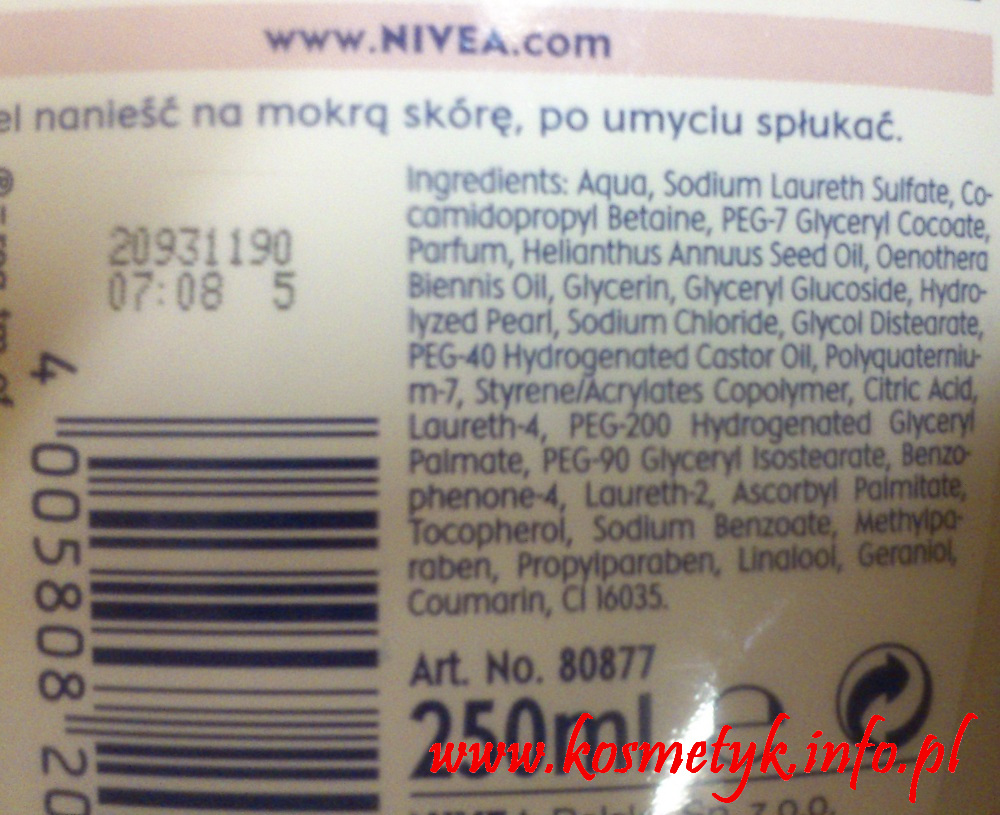 www.NIVEA.com
el nanieść na mokrą skórę, po umyciu spłukać.
20931190
07:08 5
Ingredients: Aqua, Sodium Laureth Sulfate, Co-
camidopropyl Betaine, PEG-7 Glyceryl Cocoate,
Parfum, Helianthus Annuus Seed Oil, Oenothera
Biennis Oil, Glycerin, Glyceryl Glucoside, Hydro-
lyzed Pearl, Sodium Chloride, Glycol Distearate,
PEG-40 Hydrogenated Castor Oil, Polyquaterniu-
m-7, Styrene/Acrylates Copolymer, Citric Acid,
Laureth-4, PEG-200 Hydrogenated Glyceryl
Palmate, PEG-90 Glyceryl Isostearate, Benzo-
phenone-4, Laureth-2, Ascorbyl Palmitate,
Tocopherol, Sodium Benzoate, Methylpa-
raben, Propylparaben, Linalool, Geraniol,
Coumarin, CI 16035.
Art. No. 80877
250ml e
www.kosmetyk.info.pl
4 005808 20